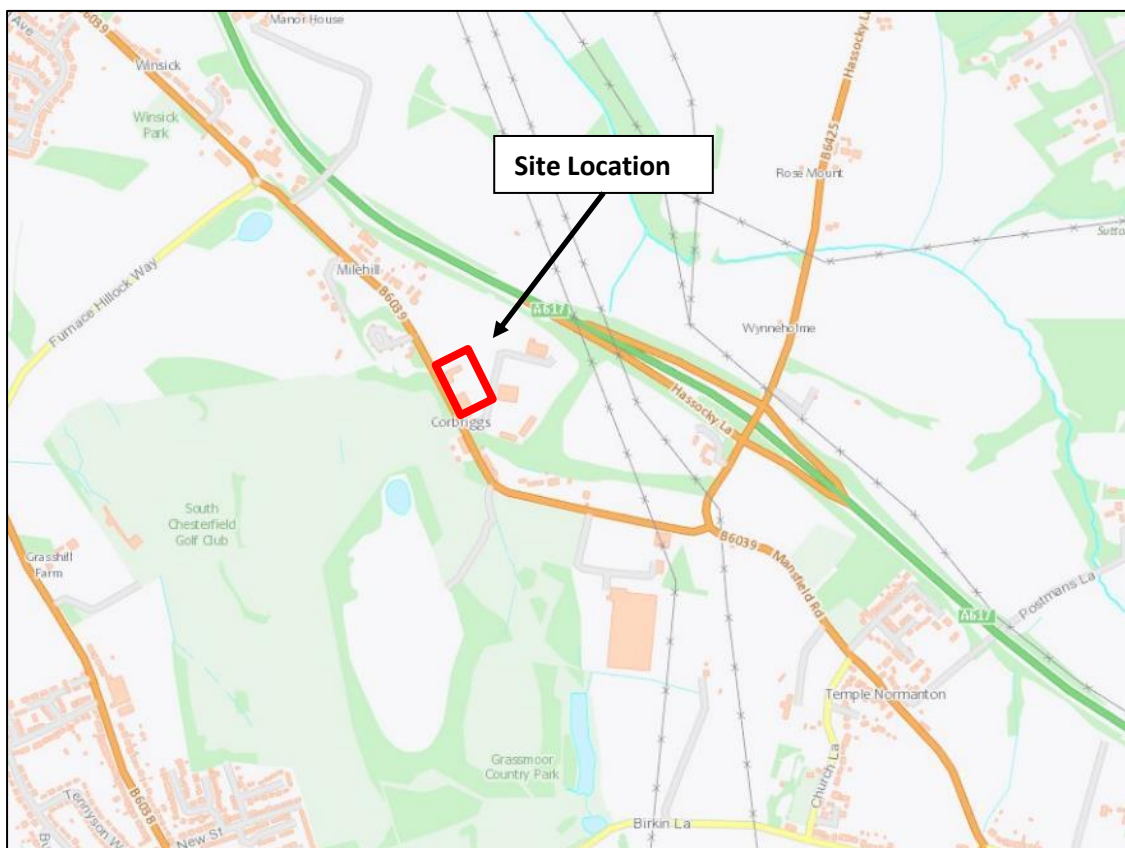 Ave
B6039
Manor House
Hassocky La
Winsick
Winsick
Park
Site Location
B6425
Rose Mount
Furnace Hillock Way
Milehill
B6039
A617
Wynneholme
Hassocky La
Corbriggs
South
Chesterfield
Golf Club
Grasshill
Farm
B6039
Mansfield Rd
Postmans La
A617
Temple Normanton
Grassmoor
Country Park
Church La
Birkin La
B6038
Tennyson W
New St